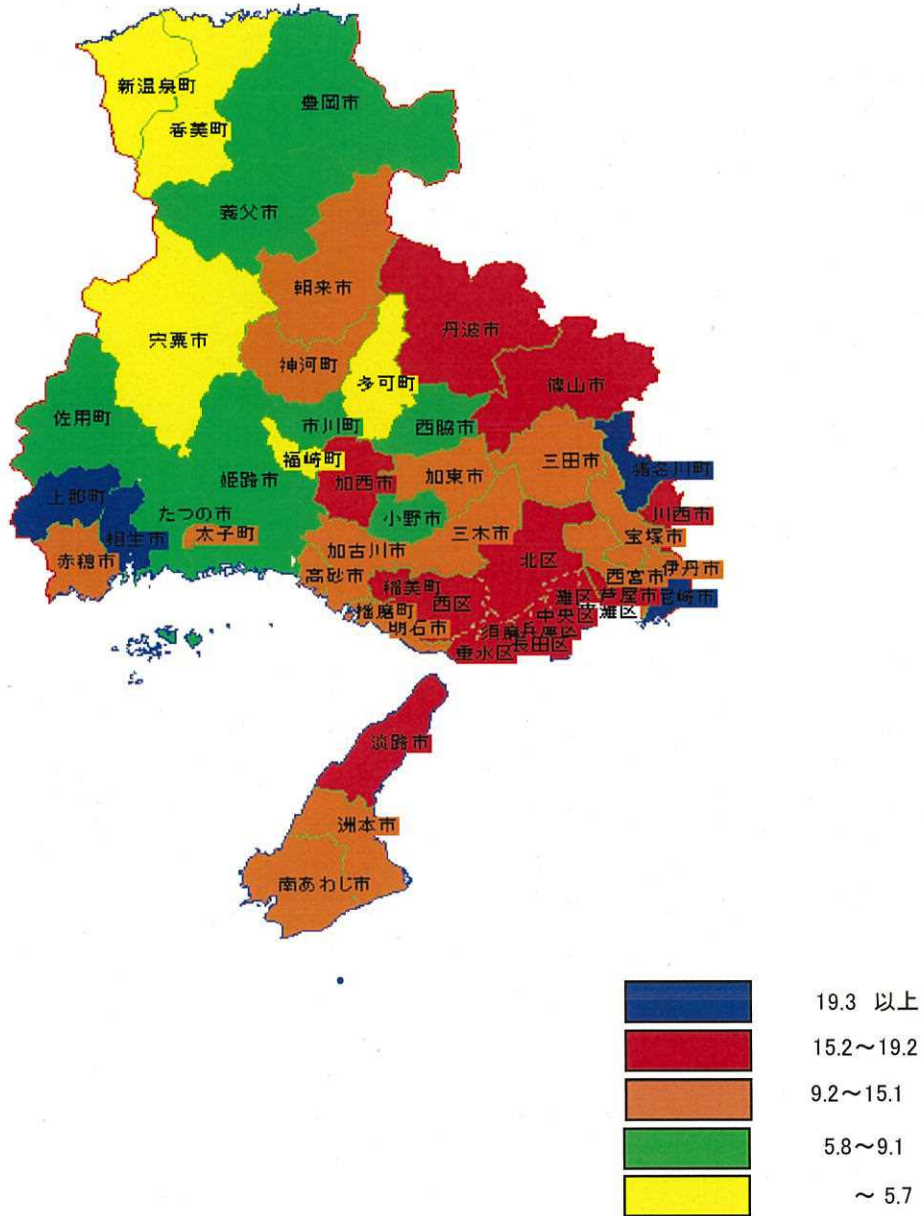 新温泉町
香美町
豊岡市
養父市
朝来市
丹波市
宍粟市
神河町
多可町
篠山市
佐用町
市川町
西脇市
福崎町
三田市
猪名川町
姫路市
加西市
加東市
上郡町
たつの市
小野市
川西市
相生市
太子町
三木市
宝塚市
赤穂市
加古川市
北区
西宮市
伊丹市
高砂市
稲美町
西区
灘区
芦屋市
尼崎市
播磨町
中央区
灘区
明石市
須磨
兵庫区
垂水区
長田区
淡路市
洲本市
南あわじ市
19.3 以上
15.2～19.2
9.2～15.1
5.8～9.1
～ 5.7